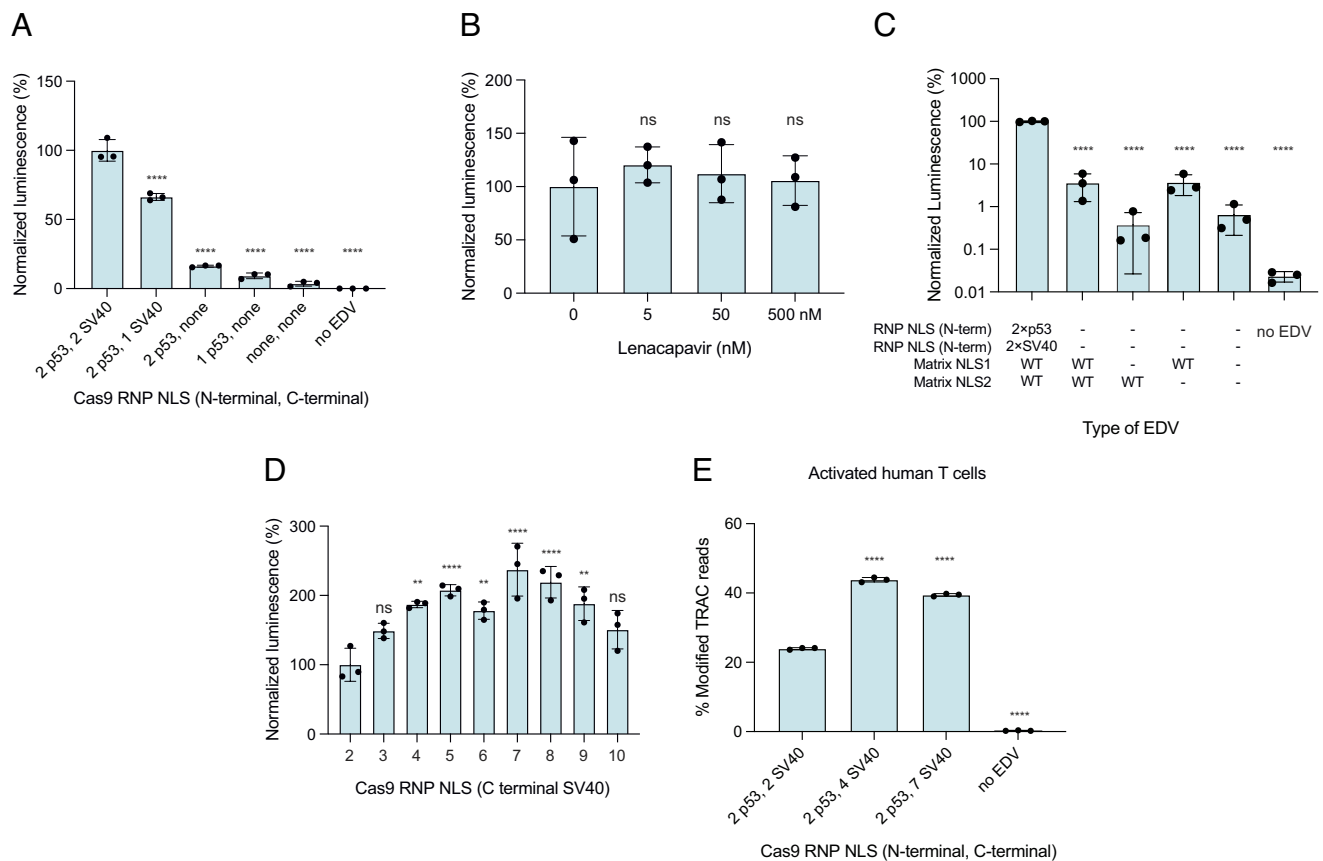 A
Normalized luminescence (%)
150
100
50
0
****
****
****
****
****
2 p53, 2 SV40
2 p53, 1 SV40
2 p53, none
1 p53, none
none, none
no EDV
Cas9 RNP NLS (N-terminal, C-terminal)
B
Normalized luminescence (%)
200
150
100
50
0
ns
ns
ns
0
5
50
500 nM
Lenacapavir (nM)
C
Normalized Luminescence (%)
1000
100
10
1
0.1
0.01
****
****
****
****
****
RNP NLS (N-term) 2×p53 - - - - no EDV
RNP NLS (N-term) 2×SV40 - - - -
Matrix NLS1 WT WT - WT -
Matrix NLS2 WT WT WT - -
Type of EDV
D
Normalized luminescence (%)
300
200
100
0
ns
**
****
**
****
****
**
ns
2 3 4 5 6 7 8 9 10
Cas9 RNP NLS (C terminal SV40)
E
Activated human T cells
% Modified TRAC reads
60
40
20
0
****
****
****
2 p53, 2 SV40
2 p53, 4 SV40
2 p53, 7 SV40
no EDV
Cas9 RNP NLS (N-terminal, C-terminal)